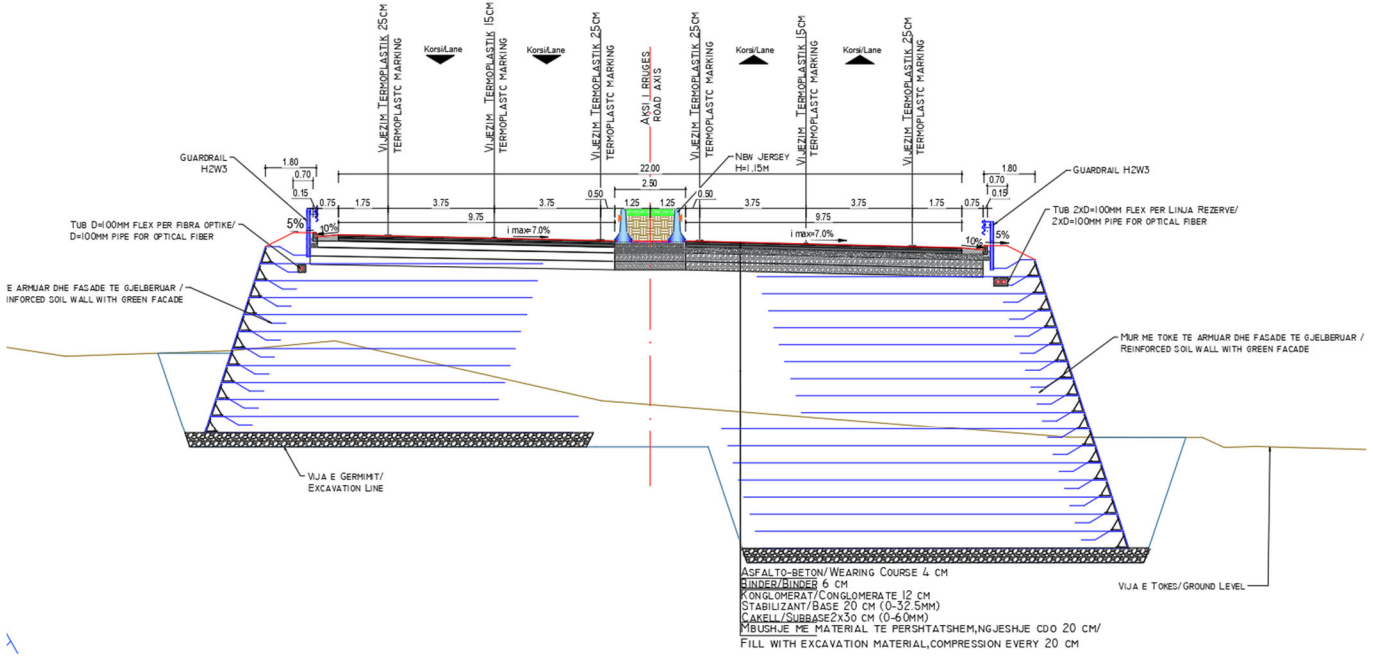 VIJEZIM TERMOPLASTIK 25CM
TERMOPLASTC MARKING
VIJEZIM TERMOPLASTIK 15CM
TERMOPLASTC MARKING
VIJEZIM TERMOPLASTIK 25CM
TERMOPLASTC MARKING
AKSI I RRUGES
ROAD AXIS
VIJEZIM TERMOPLASTIK 25CM
TERMOPLASTC MARKING
VIJEZIM TERMOPLASTIK 15CM
TERMOPLASTC MARKING
VIJEZIM TERMOPLASTIK 25CM
TERMOPLASTC MARKING
Korsi/Lane
Korsi/Lane
Korsi/Lane
Korsi/Lane
GUARDRAIL
H2W3
NEW JERSEY
H=1.15M
GUARDRAIL H2W3
1.80
22.00
1.80
0.70
2.50
0.70
0.15
0.75
1.75
3.75
3.75
0.50
1.25
1.25
0.50
3.75
3.75
1.75
0.75
0.15
9.75
9.75
TUB D=100MM FLEX PER FIBRA OPTIKE/
D=100MM PIPE FOR OPTICAL FIBER
5%
10%
i max=7.0%
i max=7.0%
10%
5%
TUB 2XD=100MM FLEX PER LINJA REZERVE/
2XD=100MM PIPE FOR OPTICAL FIBER
E ARMUAR DHE FASADE TE GJELBERUAR /
INFORCED SOIL WALL WITH GREEN FACADE
MUR ME TOKE TE ARMUAR DHE FASADE TE GJELBERUAR /
REINFORCED SOIL WALL WITH GREEN FACADE
VIJA E GERMIMIT/
EXCAVATION LINE
VIJA E TOKES/GROUND LEVEL
ASFALTO-BETON/WEARING COURSE 4 CM
BINDER/BINDER 6 CM
KONGLOMERAT/CONGLOMERATE 12 CM
STABILIZANT/BASE 20 CM (0-32.5MM)
CAKELL/SUBBASE2X30 CM (0-60MM)
MBUSHJE ME MATERIAL TE PERSHTATSHEM,NGJESHJE CDO 20 CM/
FILL WITH EXCAVATION MATERIAL,COMPRESSION EVERY 20 CM